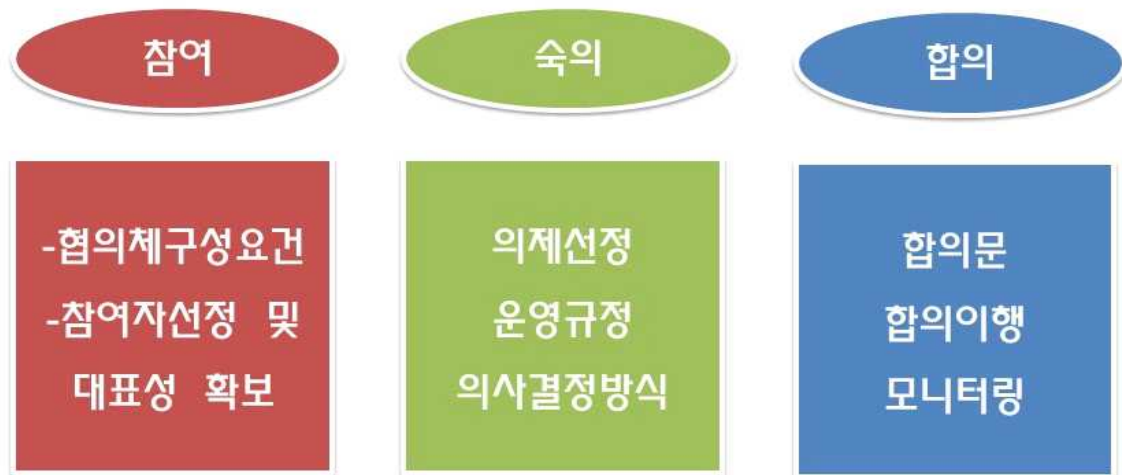 참여
-협의체구성요건
-참여자선정 및
대표성 확보
숙의
의제선정
운영규정
의사결정방식
합의
합의문
합의이행
모니터링